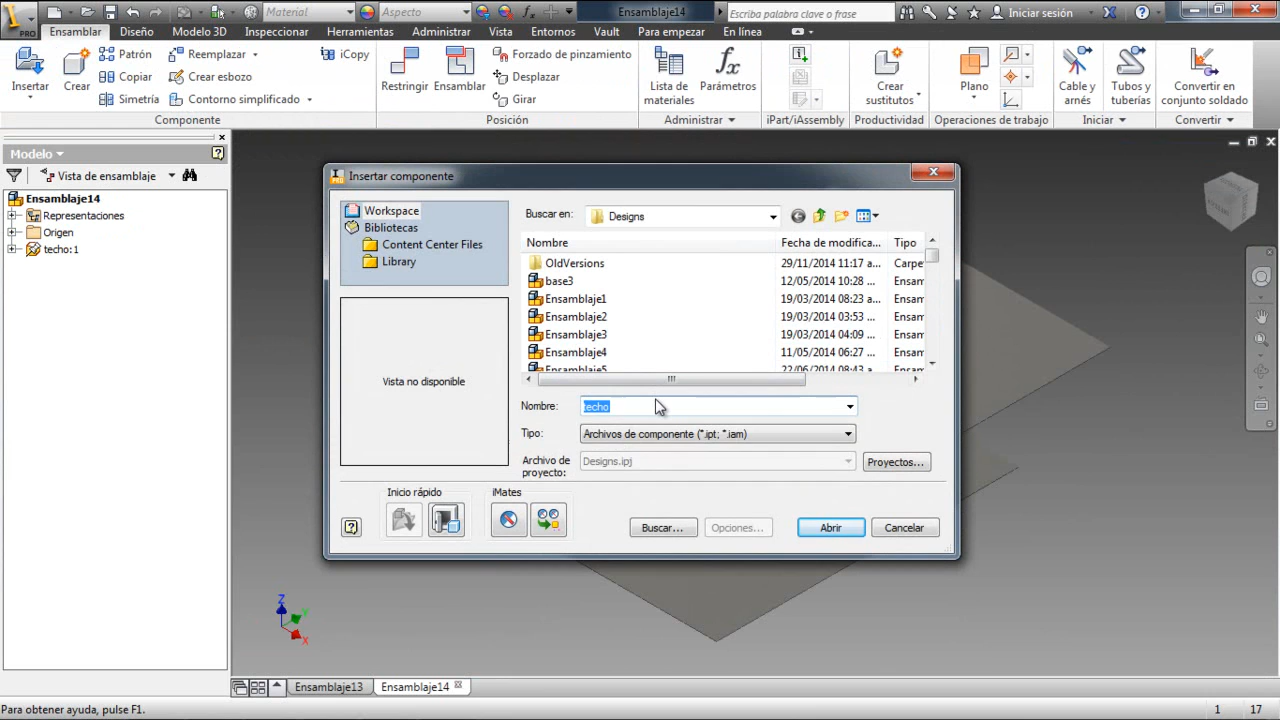 Material
Aspecto
Ensamblaje14
Escriba palabra clave o frase
Iniciar sesión
PRO
Ensamblar
Diseño
Modelo 3D
Inspeccionar
Herramientas
Administrar
Vista
Entornos
Vault
Para empezar
En línea
Insertar
Crear
Patrón
Copiar
Simetría
Reemplazar
Crear esbozo
Contorno simplificado
iCopy
Restringir
Ensamblar
Forzado de pinzamiento
Desplazar
Girar
Lista de materiales
Parámetros
Crear sustitutos
Plano
Cable y arnés
Tubos y tuberías
Convertir en conjunto soldado
Componente
Posición
Administrar
iPart/iAssembly
Productividad
Operaciones de trabajo
Iniciar
Convertir
Modelo
Vista de ensamblaje
Ensamblaje14
Representaciones
Origen
techo:1
Insertar componente
Workspace
Bibliotecas
Content Center Files
Library
Vista no disponible
Buscar en:
Designs
Nombre
Fecha de modifica...
Tipo
OldVersions
29/11/2014 11:17 a...
Carpe
base3
12/05/2014 10:28 ...
Ensam
Ensamblaje1
19/03/2014 08:23 a...
Ensam
Ensamblaje2
19/03/2014 03:53 ...
Ensam
Ensamblaje3
19/03/2014 04:09 ...
Ensam
Ensamblaje4
11/05/2014 06:27 ...
Ensam
Ensamblaje5
22/06/2014 08:43 a...
Ensam
Nombre:
techo
Tipo:
Archivos de componente (*.ipt; *.iam)
Archivo de proyecto:
Designs.ipj
Proyectos...
Inicio rápido
iMates
Buscar...
Opciones...
Abrir
Cancelar
Z
Y
X
Ensamblaje13
Ensamblaje14
Para obtener ayuda, pulse F1.
1
17